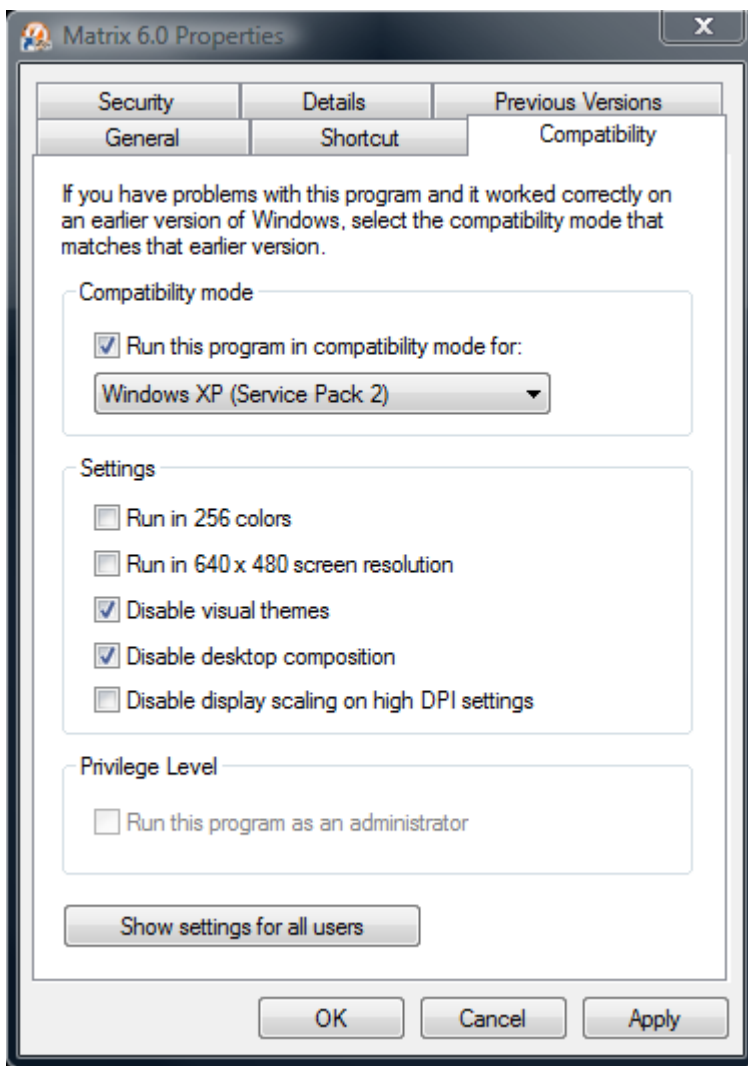 Matrix 6.0 Properties
Security
Details
Previous Versions
General
Shortcut
Compatibility
If you have problems with this program and it worked correctly on
an earlier version of Windows, select the compatibility mode that
matches that earlier version.
Compatibility mode
Run this program in compatibility mode for:
Windows XP (Service Pack 2)
Settings
Run in 256 colors
Run in 640 x 480 screen resolution
Disable visual themes
Disable desktop composition
Disable display scaling on high DPI settings
Privilege Level
Run this program as an administrator
Show settings for all users
OK
Cancel
Apply